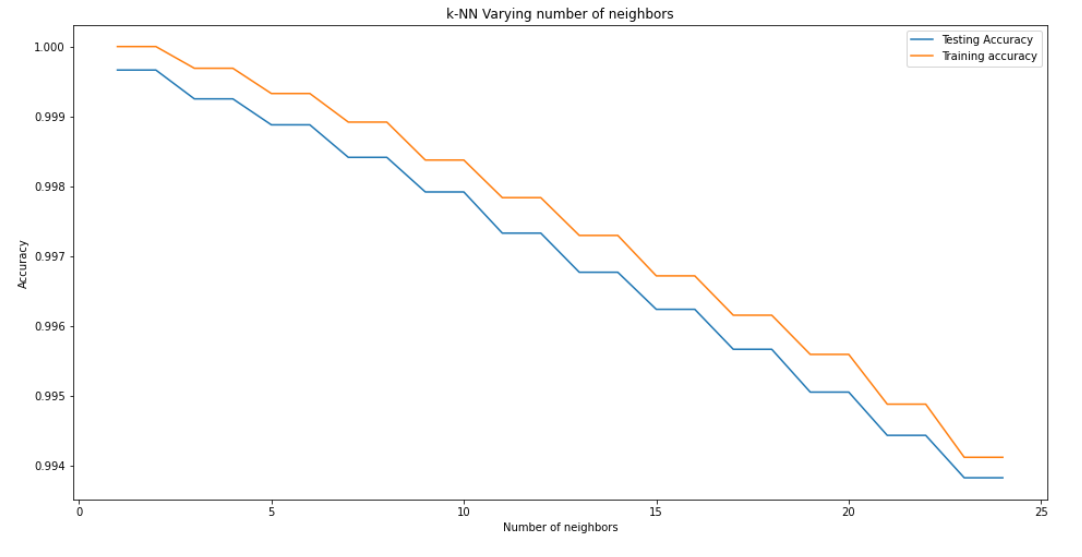 k-NN Varying number of neighbors
Testing Accuracy
Training accuracy
1.000
0.999
0.998
0.997
0.996
0.995
0.994
Accuracy
0
5
10
15
20
25
Number of neighbors